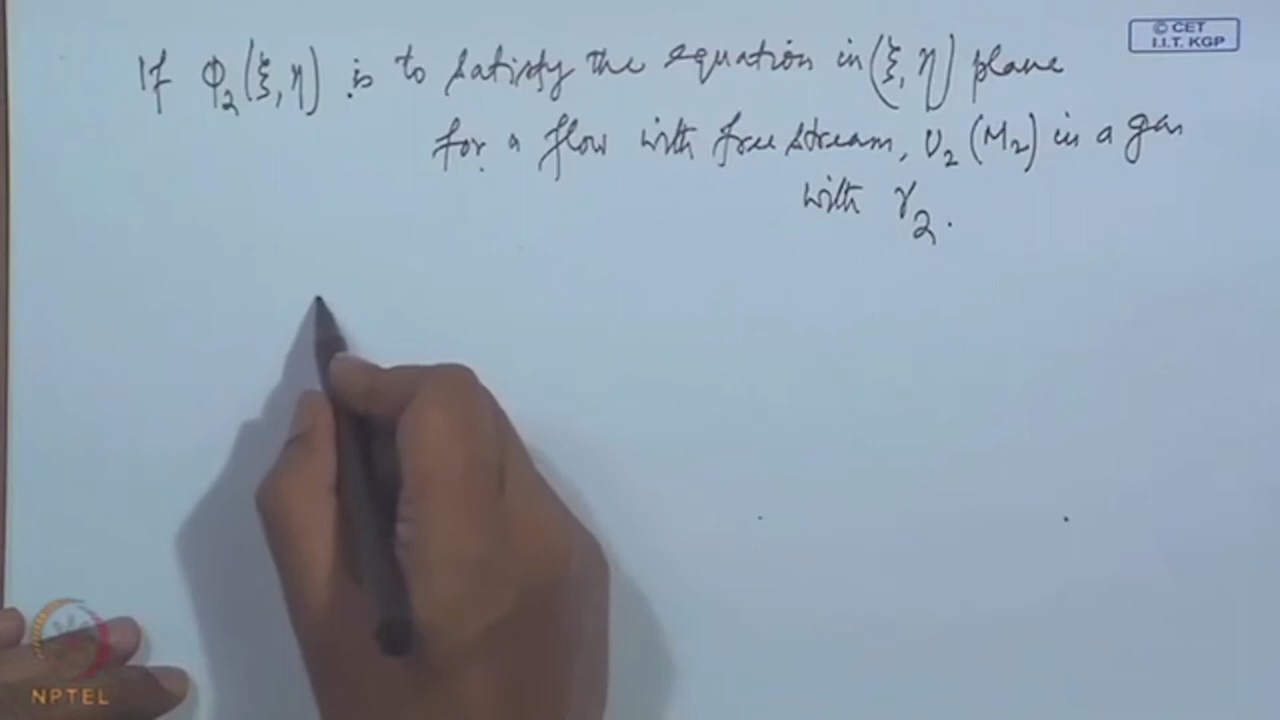 If Φ₂(ξ, η) is to satisfy the equation in (ξ, η) plane
© CET
I.I.T. KGP
for a flow with free stream, U₂ (M₂) in a gas
with γ₂.
NPTEL